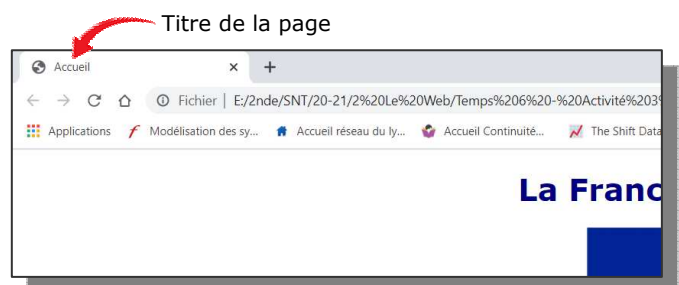 Titre de la page
Accueil × +
Fichier | E:/2nde/SNT/20-21/2%20Le%20Web/Temps%206%20-%20Activité%203%
Applications Modélisation des sy... Accueil réseau du ly... Accueil Continuité... The Shift Data
La Franc